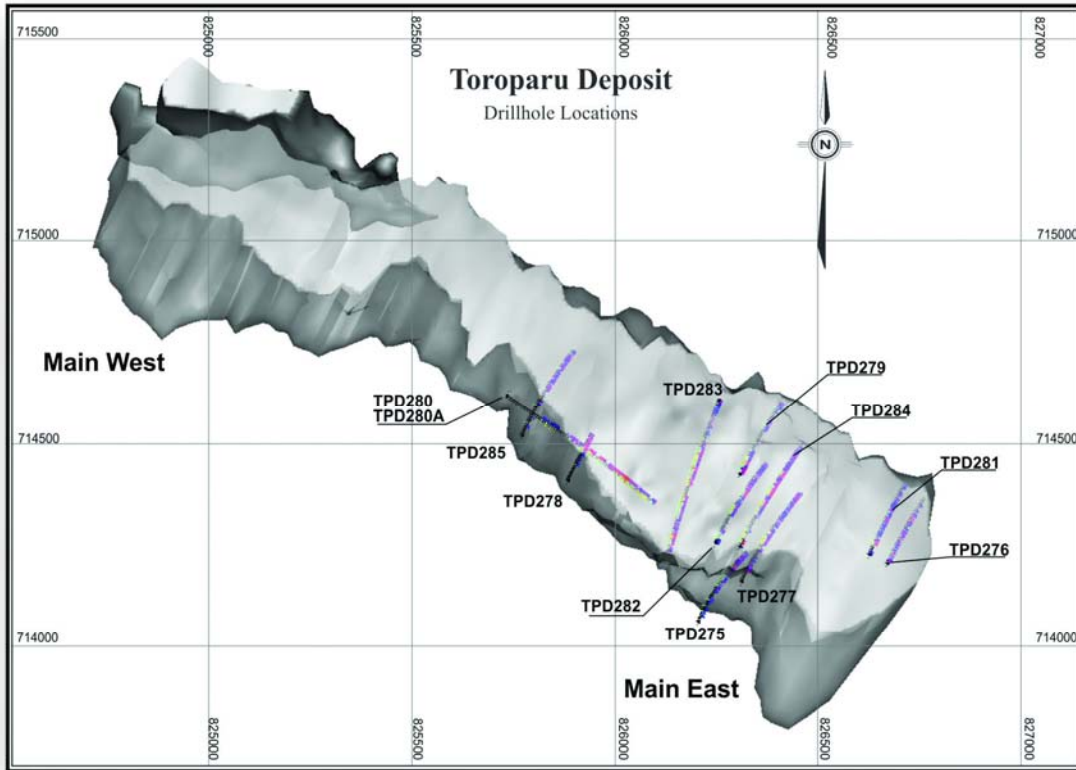 825000
825500
826000
826500
827000
715500
Toroparu Deposit
Drillhole Locations
N
715000
715000
Main West
TPD279
TPD283
TPD284
TPD280
TPD280A
714500
714500
TPD285
TPD281
TPD278
TPD276
TPD277
TPD282
TPD275
714000
714000
Main East
825000
825500
826000
826500
827000